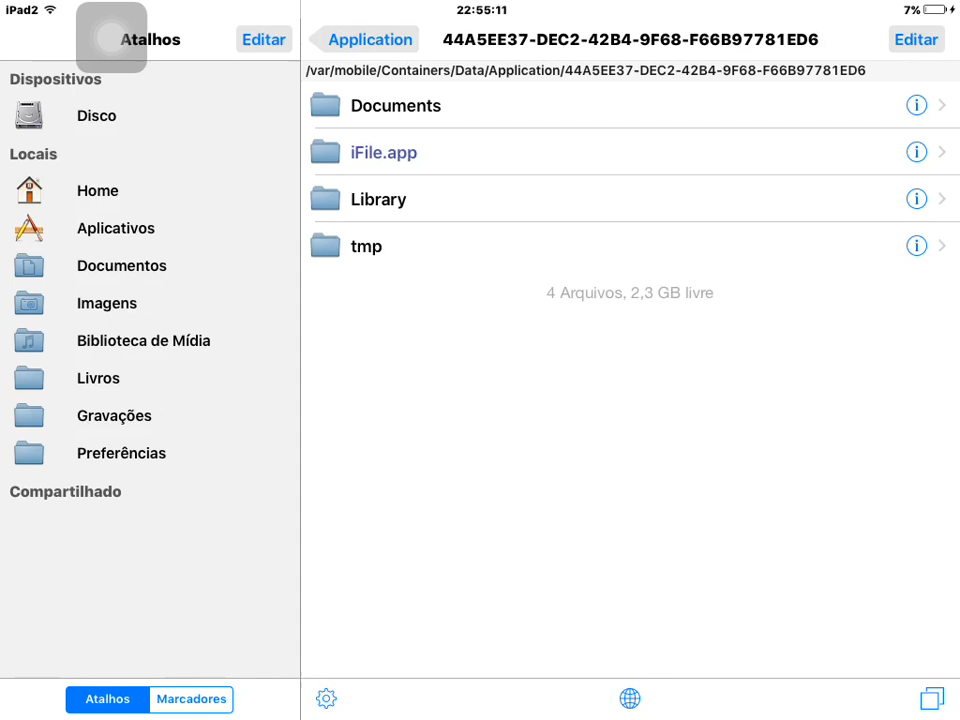 iPad2
22:55:11
7%
Atalhos
Editar
Application
44A5EE37-DEC2-42B4-9F68-F66B97781ED6
Editar
Dispositivos
Disco
Locais
Home
Aplicativos
Documentos
Imagens
Biblioteca de Mídia
Livros
Gravações
Preferências
Compartilhado
Atalhos
Marcadores
/var/mobile/Containers/Data/Application/44A5EE37-DEC2-42B4-9F68-F66B97781ED6
Documents
iFile.app
Library
tmp
4 Arquivos, 2,3 GB livre